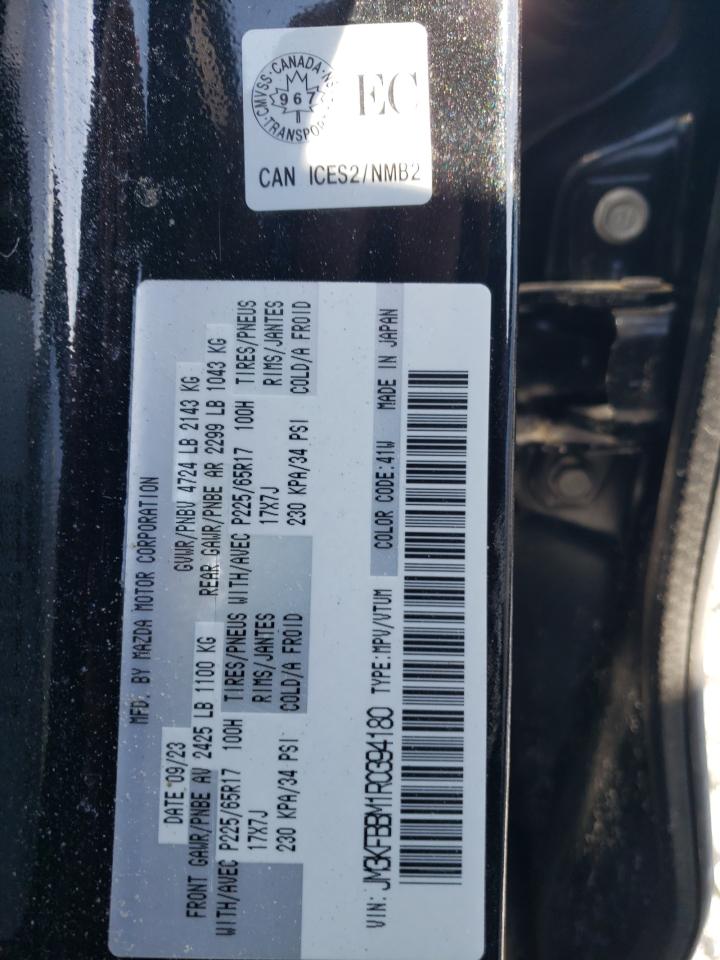 CMVSS · CANADA · NS
967
TRANSPORT
EC
CAN ICES2/NMB2
MFD. BY MAZDA MOTOR CORPORATION
DATE 09/23 GVWR/PNBV 4724 LB 2143 KG
FRONT GAWR/PNBE AV 2425 LB 1100 KG REAR GAWR/PNBE AR 2299 LB 1043 KG
WITH/AVEC P225/65R17 100H TIRES/PNEUS WITH/AVEC P225/65R17 100H TIRES/PNEUS
17X7J RIMS/JANTES 17X7J RIMS/JANTES
230 KPA/34 PSI COLD/A FROID 230 KPA/34 PSI COLD/A FROID
VIN: JM3KFBBM1R0394180 TYPE:MPV/VTUM COLOR CODE:41W MADE IN JAPAN